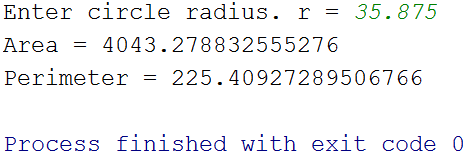 Enter circle radius. r = 35.875
Area = 4043.278832555276
Perimeter = 225.40927289506766
Process finished with exit code 0